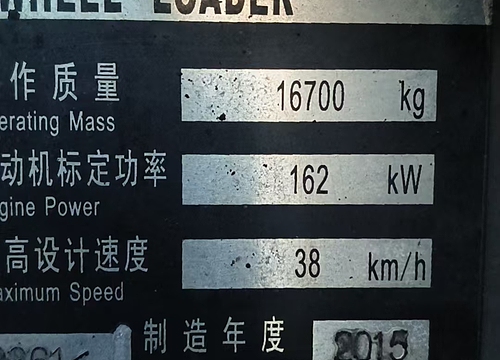 WHEEL LOADER
作质量 16700 kg
erating Mass
动机标定功率 162 kW
gine Power
高设计速度 38 km/h
aximum Speed
制造年度 2015